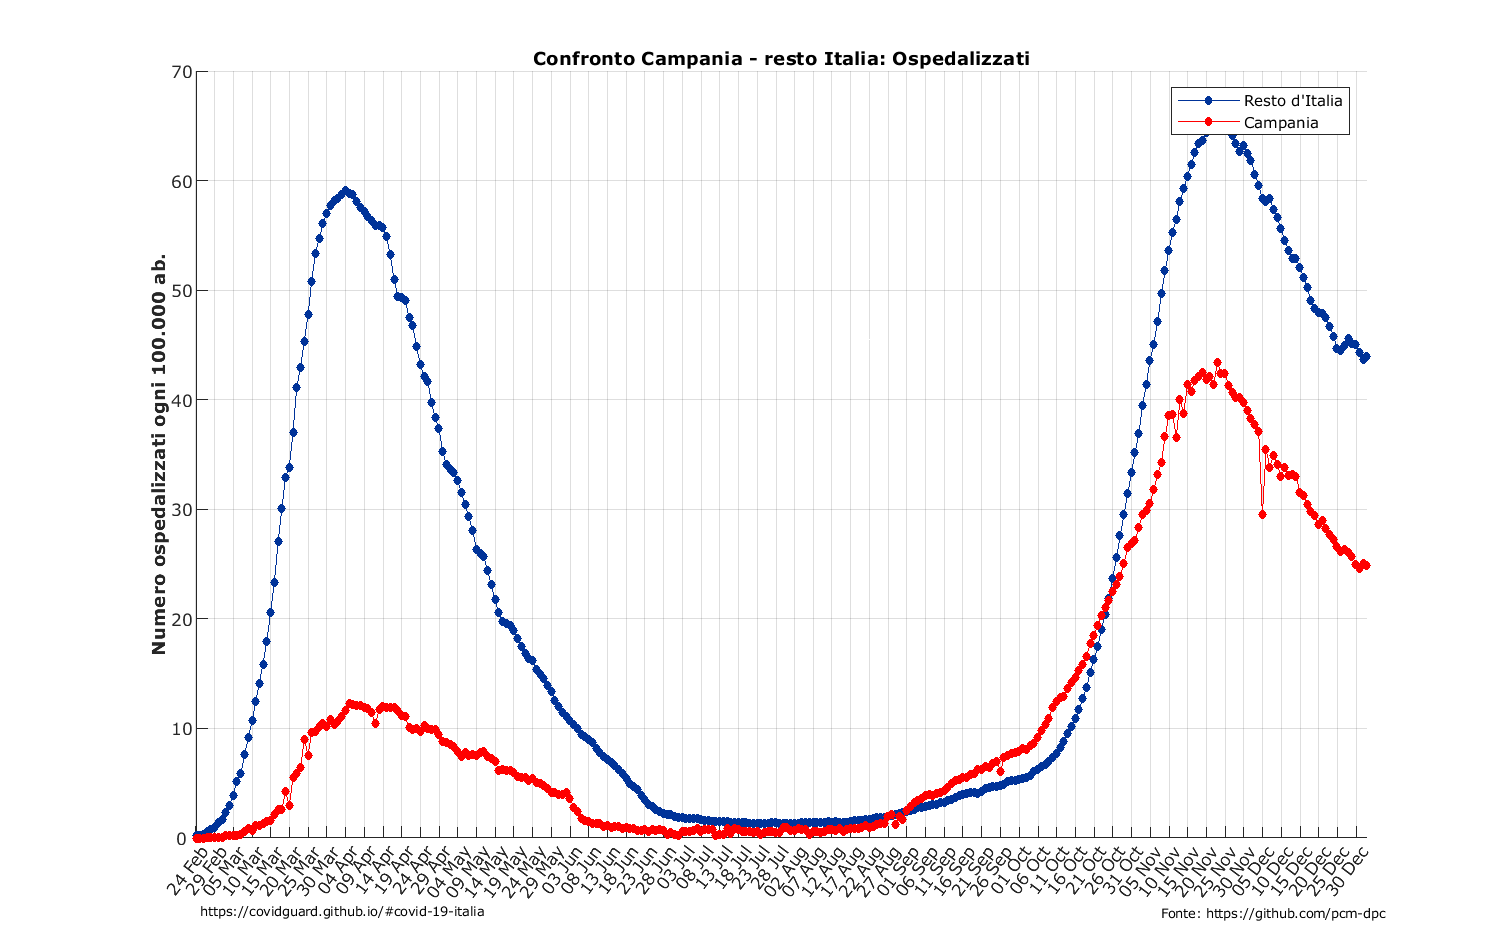 Confronto Campania - resto Italia: Ospedalizzati
Resto d'Italia
Campania
Numero ospedalizzati ogni 100.000 ab.
70
60
50
40
30
20
10
0
24 Feb
29 Feb
05 Mar
10 Mar
15 Mar
20 Mar
25 Mar
30 Mar
04 Apr
09 Apr
14 Apr
19 Apr
24 Apr
29 Apr
04 May
09 May
14 May
19 May
24 May
29 May
03 Jun
08 Jun
13 Jun
18 Jun
23 Jun
28 Jun
03 Jul
08 Jul
13 Jul
18 Jul
23 Jul
28 Jul
02 Aug
07 Aug
12 Aug
17 Aug
22 Aug
27 Aug
01 Sep
06 Sep
11 Sep
16 Sep
21 Sep
26 Sep
01 Oct
06 Oct
11 Oct
16 Oct
21 Oct
26 Oct
31 Oct
05 Nov
10 Nov
15 Nov
20 Nov
25 Nov
30 Nov
05 Dec
10 Dec
15 Dec
20 Dec
25 Dec
30 Dec
https://covidguard.github.io/#covid-19-italia
Fonte: https://github.com/pcm-dpc